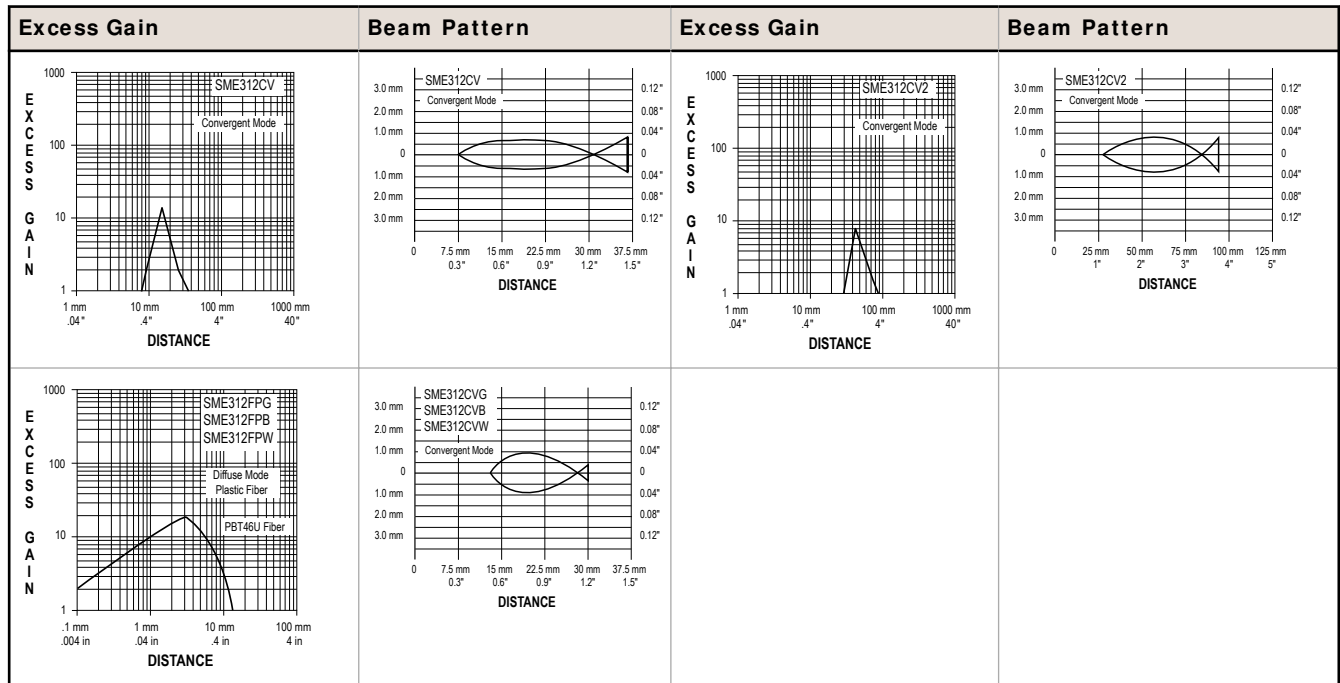 Excess Gain
Beam Pattern
Excess Gain
Beam Pattern
EXCESS GAIN
1000
100
10
1
SME312CV
Convergent Mode
1 mm 10 mm 100 mm 1000 mm
.04" .4" 4" 40"
DISTANCE
SME312CV
Convergent Mode
3.0 mm 0.12"
2.0 mm 0.08"
1.0 mm 0.04"
0 0
1.0 mm 0.04"
2.0 mm 0.08"
3.0 mm 0.12"
0 7.5 mm 15 mm 22.5 mm 30 mm 37.5 mm
0.3" 0.6" 0.9" 1.2" 1.5"
DISTANCE
EXCESS GAIN
1000
100
10
1
SME312CV2
Convergent Mode
1 mm 10 mm 100 mm 1000 mm
.04" .4" 4" 40"
DISTANCE
SME312CV2
Convergent Mode
3.0 mm 0.12"
2.0 mm 0.08"
1.0 mm 0.04"
0 0
1.0 mm 0.04"
2.0 mm 0.08"
3.0 mm 0.12"
0 25 mm 50 mm 75 mm 100 mm 125 mm
1" 2" 3" 4" 5"
DISTANCE
EXCESS GAIN
1000
100
10
1
SME312FPG
SME312FPB
SME312FPW
Diffuse Mode
Plastic Fiber
PBT46U Fiber
.1 mm 1 mm 10 mm 100 mm
.004 in .04 in .4 in 4 in
DISTANCE
SME312CVG
SME312CVB
SME312CVW
Convergent Mode
3.0 mm 0.12"
2.0 mm 0.08"
1.0 mm 0.04"
0 0
1.0 mm 0.04"
2.0 mm 0.08"
3.0 mm 0.12"
0 7.5 mm 15 mm 22.5 mm 30 mm 37.5 mm
0.3" 0.6" 0.9" 1.2" 1.5"
DISTANCE